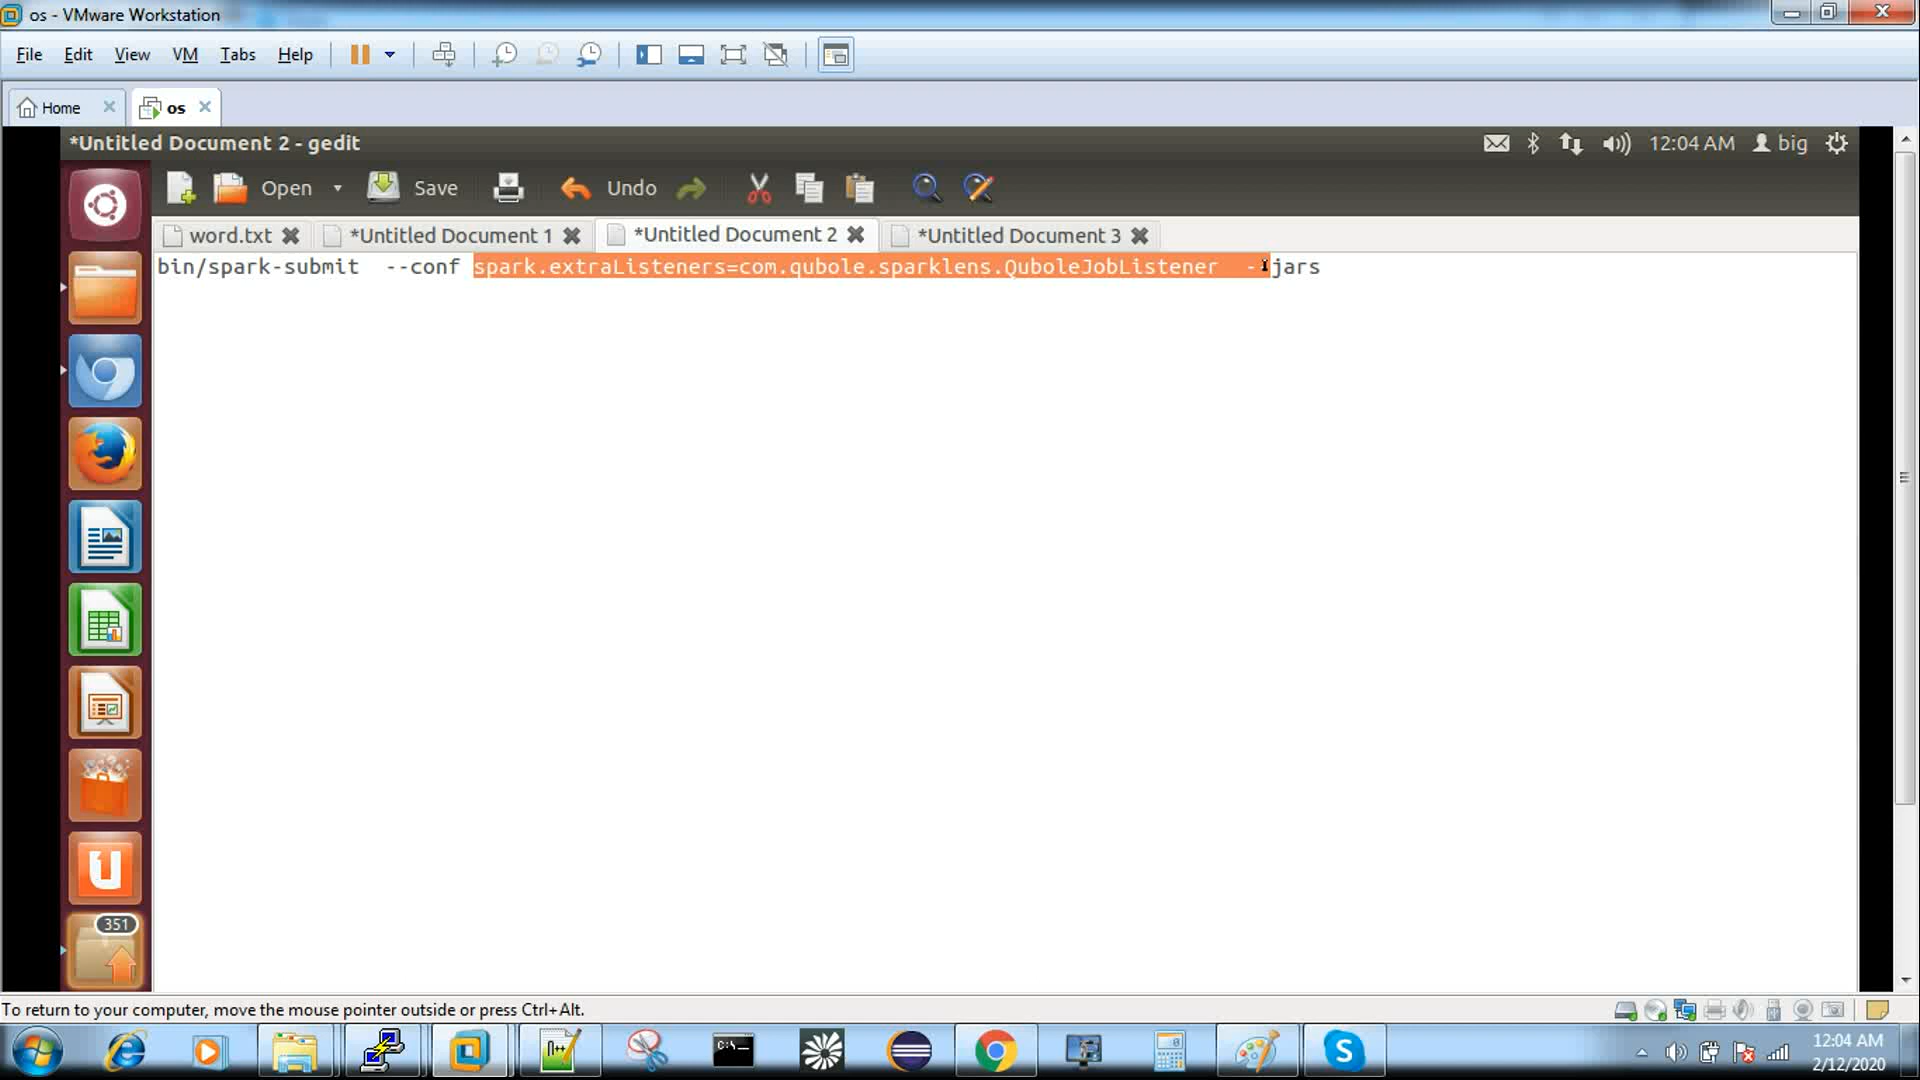 os - VMware Workstation
File Edit View VM Tabs Help
Home os
*Untitled Document 2 - gedit 12:04 AM big
Open Save Undo
word.txt *Untitled Document 1 *Untitled Document 2 *Untitled Document 3
bin/spark-submit --conf spark.extraListeners=com.qubole.sparklens.QuboleJobListener --jars
351
To return to your computer, move the mouse pointer outside or press Ctrl+Alt.
12:04 AM
2/12/2020